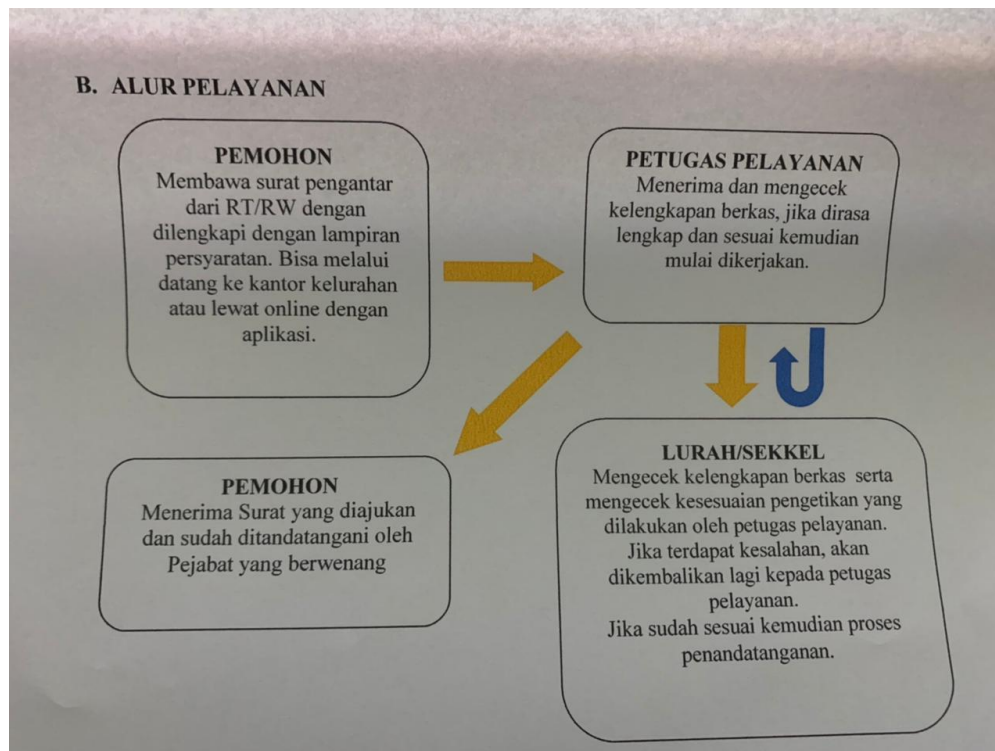 B. ALUR PELAYANAN
PEMOHON
Membawa surat pengantar
dari RT/RW dengan
dilengkapi dengan lampiran
persyaratan. Bisa melalui
datang ke kantor kelurahan
atau lewat online dengan
aplikasi.
PETUGAS PELAYANAN
Menerima dan mengecek
kelengkapan berkas, jika dirasa
lengkap dan sesuai kemudian
mulai dikerjakan.
LURAH/SEKKEL
Mengecek kelengkapan berkas serta
mengecek kesesuaian pengetikan yang
dilakukan oleh petugas pelayanan.
Jika terdapat kesalahan, akan
dikembalikan lagi kepada petugas
pelayanan.
Jika sudah sesuai kemudian proses
penandatanganan.
PEMOHON
Menerima Surat yang diajukan
dan sudah ditandatangani oleh
Pejabat yang berwenang